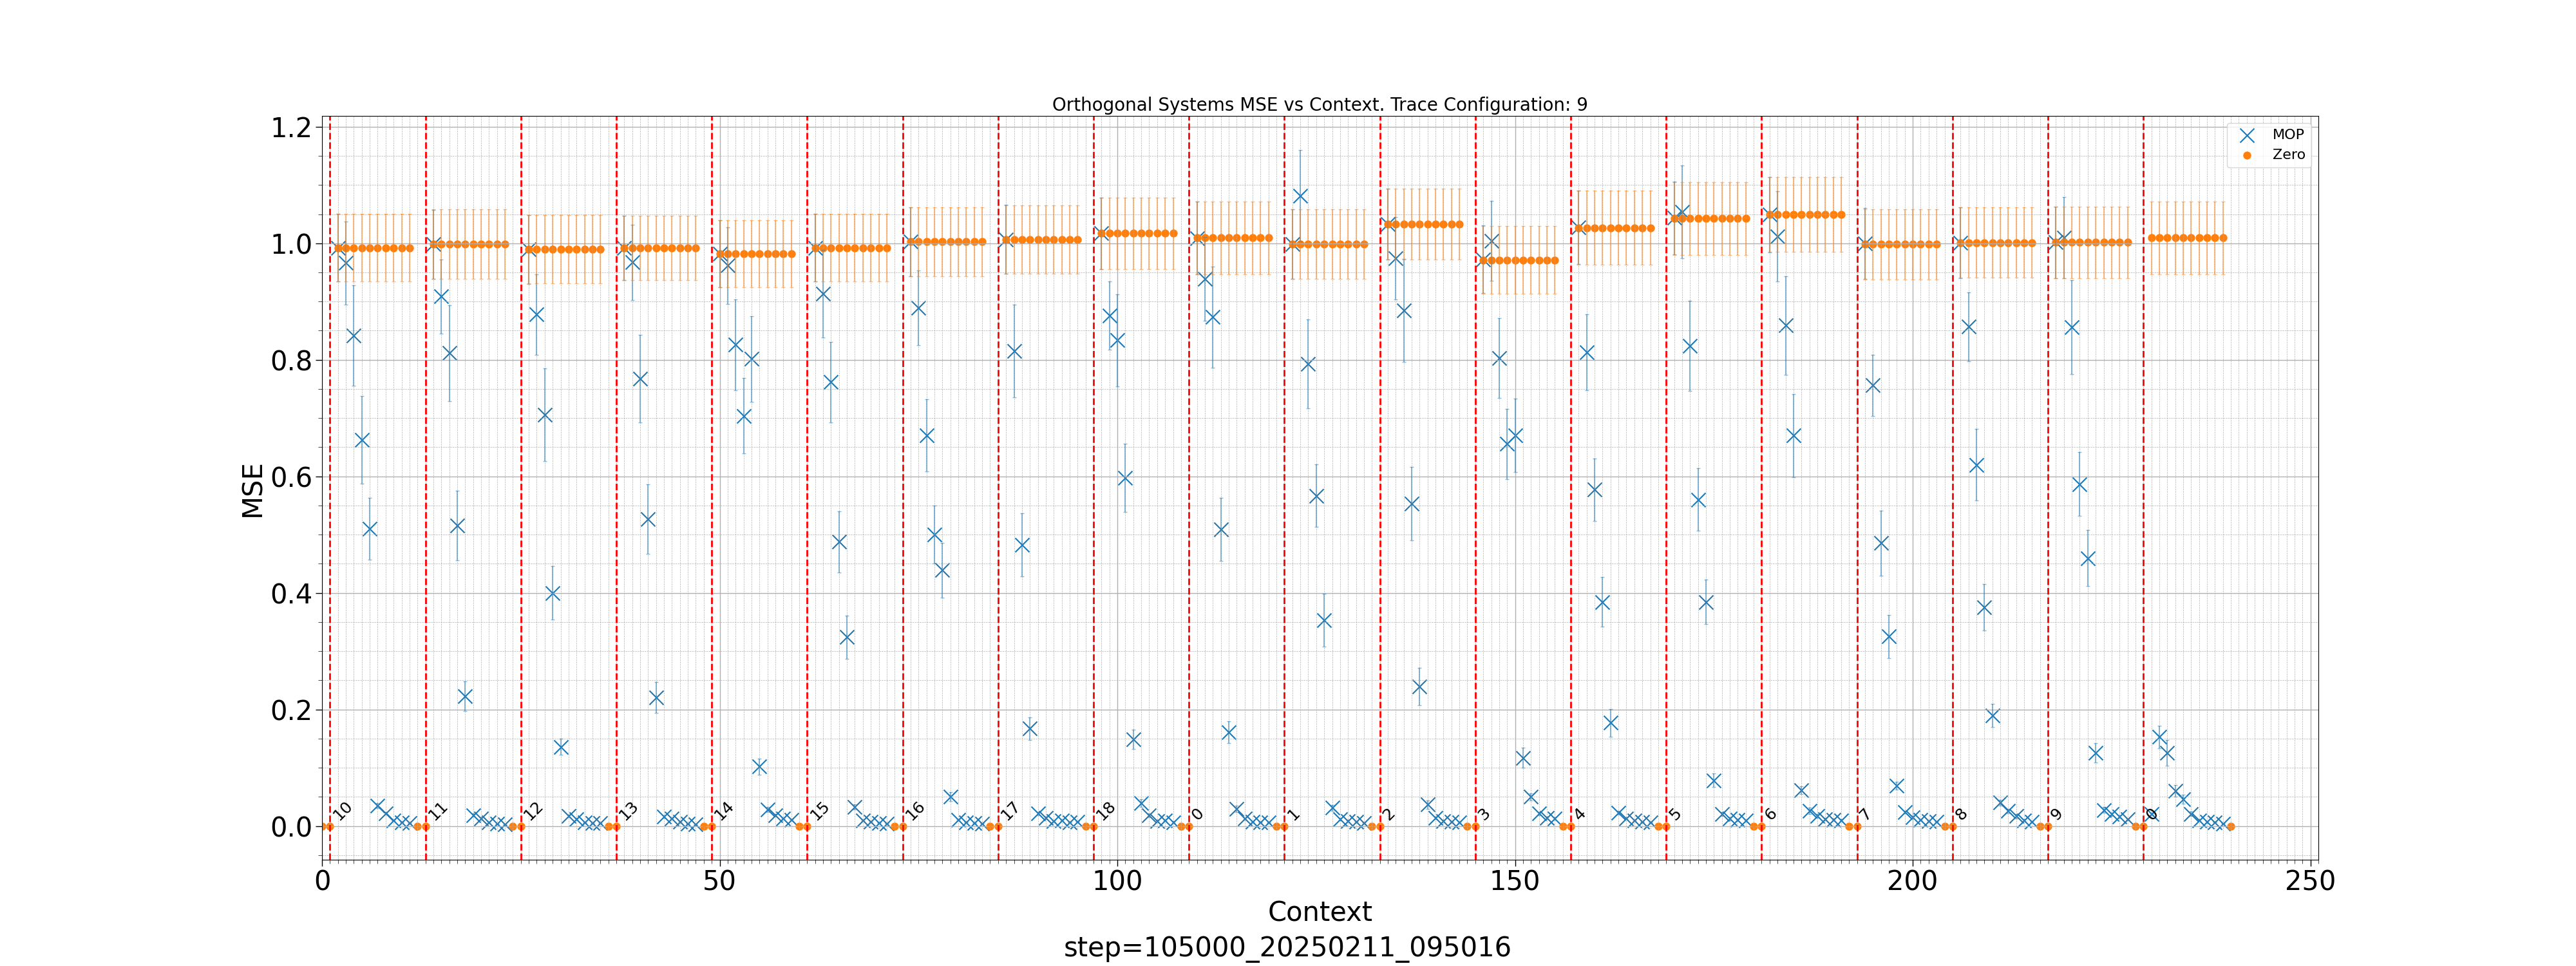 Orthogonal Systems MSE vs Context. Trace Configuration: 9
MOP
Zero
MSE
1.2
1.0
0.8
0.6
0.4
0.2
0.0
10 11 12 13 14 15 16 17 18 0 1 2 3 4 5 6 7 8 9 0
0 50 100 150 200 250
Context
step=105000_20250211_095016